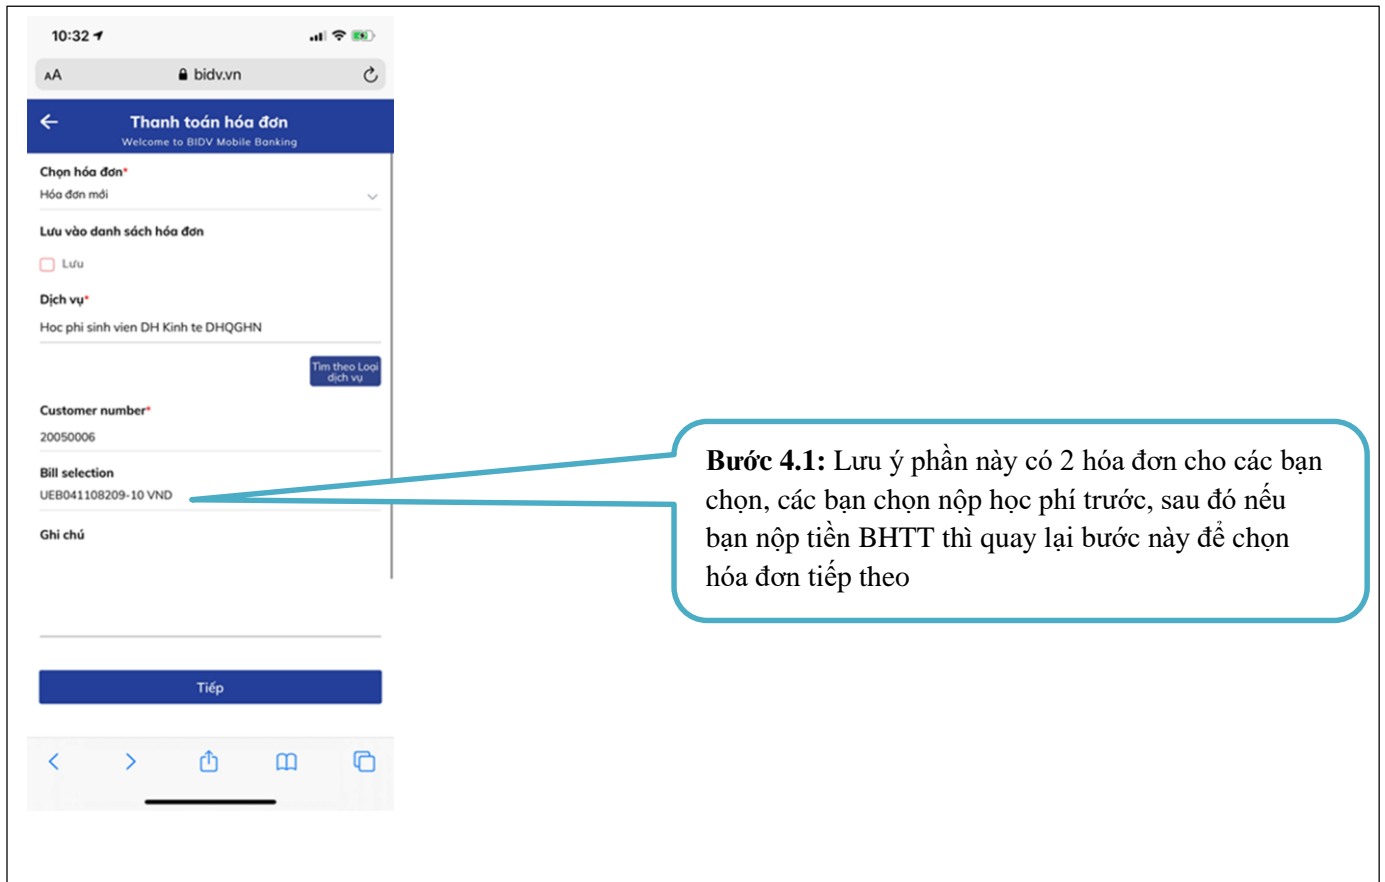 10:32
AA
bidv.vn
Thanh toán hóa đơn
Welcome to BIDV Mobile Banking
Chọn hóa đơn*
Hóa đơn mới
Lưu vào danh sách hóa đơn
Lưu
Dịch vụ*
Hoc phi sinh vien DH Kinh te DHQGHN
Tìm theo Loại
dịch vụ
Customer number*
20050006
Bill selection
UEB041108209-10 VND
Ghi chú
Tiếp
Bước 4.1: Lưu ý phần này có 2 hóa đơn cho các bạn
chọn, các bạn chọn nộp học phí trước, sau đó nếu
bạn nộp tiền BHTT thì quay lại bước này để chọn
hóa đơn tiếp theo